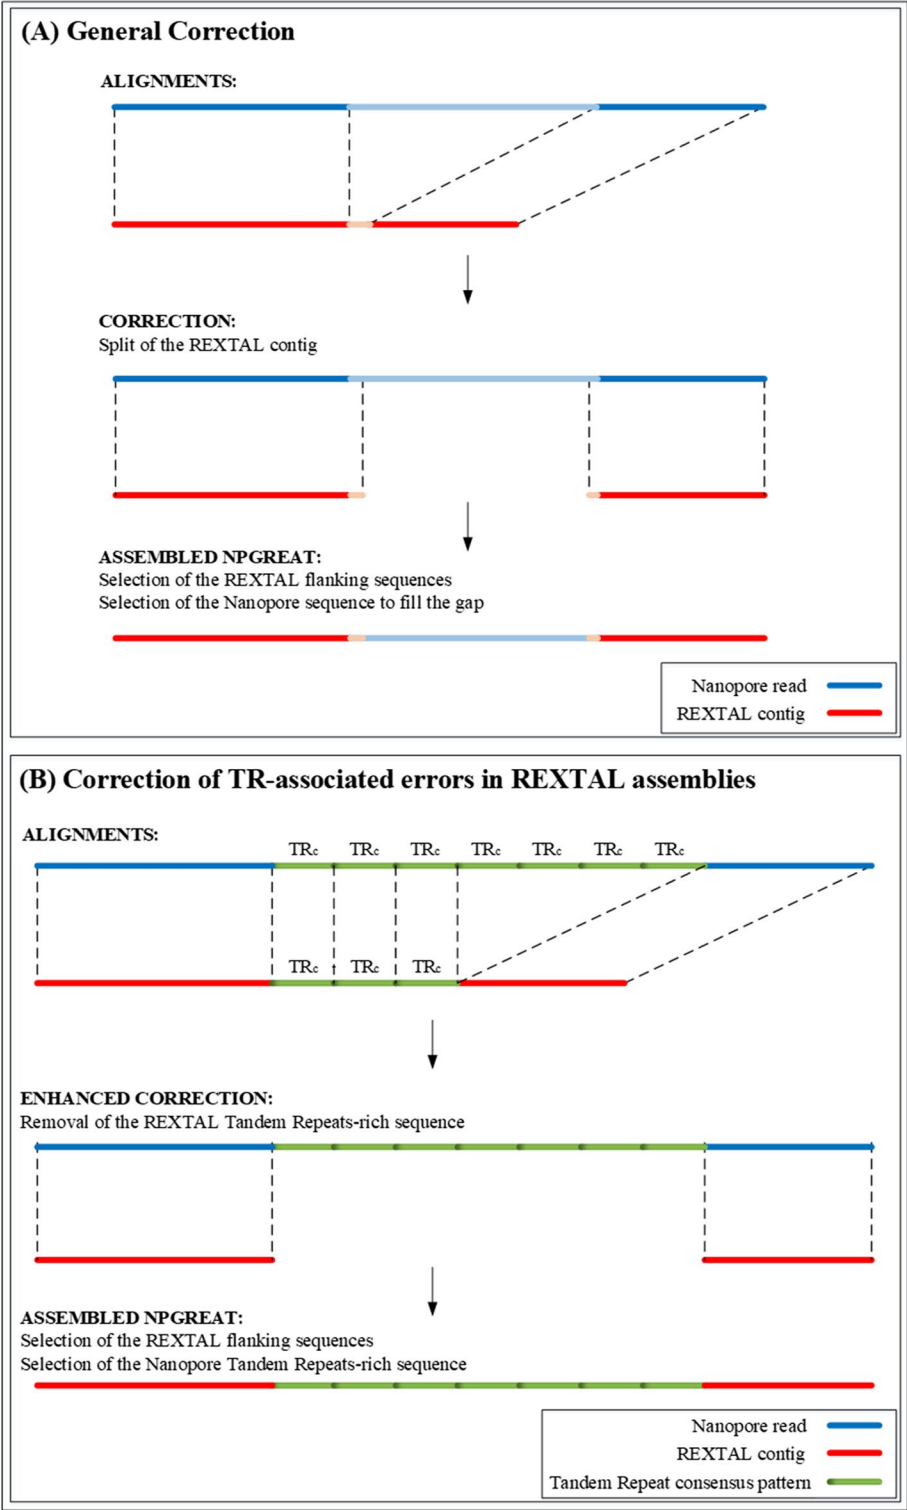 (A) General Correction
ALIGNMENTS:
CORRECTION:
Split of the REXTAL contig
ASSEMBLED NPGREAT:
Selection of the REXTAL flanking sequences
Selection of the Nanopore sequence to fill the gap
Nanopore read
REXTAL contig
(B) Correction of TR-associated errors in REXTAL assemblies
ALIGNMENTS:
TRc TRc TRc TRc TRc TRc TRc
TRc TRc TRc
ENHANCED CORRECTION:
Removal of the REXTAL Tandem Repeats-rich sequence
ASSEMBLED NPGREAT:
Selection of the REXTAL flanking sequences
Selection of the Nanopore Tandem Repeats-rich sequence
Nanopore read
REXTAL contig
Tandem Repeat consensus pattern